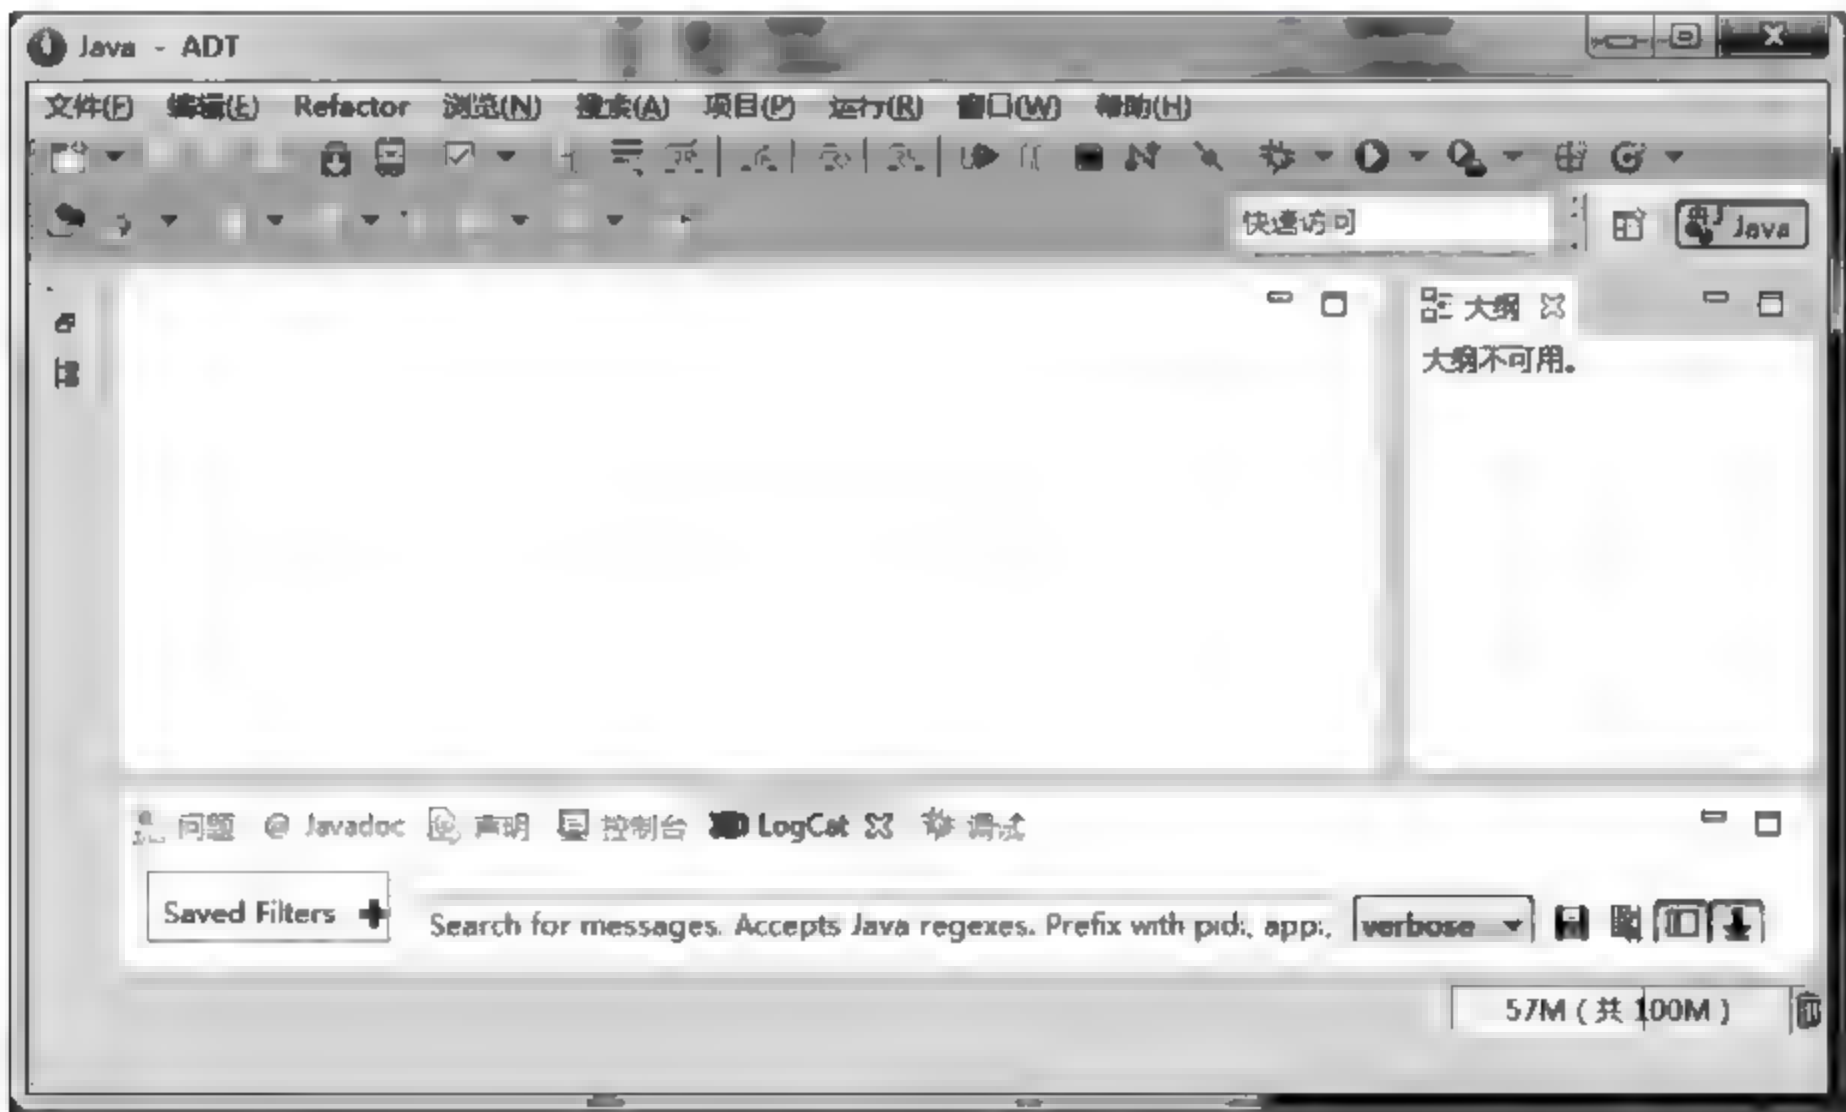 Java - ADT
文件(F) 编辑(E) Refactor 浏览(N) 搜索(A) 项目(P) 运行(R) 窗口(W) 帮助(H)
快速访问 Java
大纲
大纲不可用。
问题 @ Javadoc 声明 控制台 LogCat 调试
Saved Filters Search for messages. Accepts Java regexes. Prefix with pid:, app:, verbose
57M (共 100M)